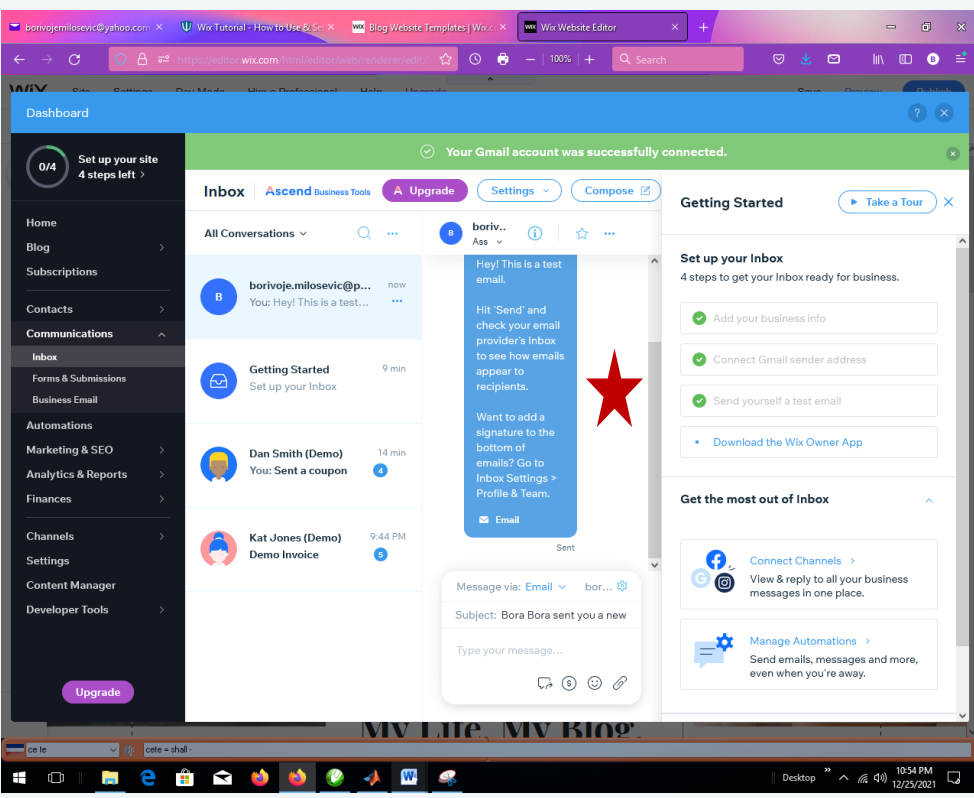 borivojemilosevic@yahoo.com
Wix Tutorial - How to Use & Se
Blog Website Templates | Wix.c
Wix Website Editor
https://editor.wix.com/html/editor/web/renderer/edit/
100%
Search
WiX Site Settings Dev Mode Hire a Professional Help Upgrade Save Preview Publish
Dashboard
?
0/4
Set up your site
4 steps left >
Home
Blog
Subscriptions
Contacts
Communications
Inbox
Forms & Submissions
Business Email
Automations
Marketing & SEO
Analytics & Reports
Finances
Channels
Settings
Content Manager
Developer Tools
Upgrade
Your Gmail account was successfully connected.
Inbox Ascend Business Tools Upgrade Settings Compose
All Conversations
B
borivoje.milosevic@p... now
You: Hey! This is a test... ...
Getting Started 9 min
Set up your Inbox
Dan Smith (Demo) 14 min
You: Sent a coupon 4
Kat Jones (Demo) 9:44 PM
Demo Invoice 5
B
boriv..
Ass
Hey! This is a test
email.
Hit 'Send' and
check your email
provider's Inbox
to see how emails
appear to
recipients.
Want to add a
signature to the
bottom of
emails? Go to
Inbox Settings >
Profile & Team.
Email
Sent
Message via: Email bor...
Subject: Bora Bora sent you a new
Type your message...
Getting Started Take a Tour
Set up your Inbox
4 steps to get your Inbox ready for business.
Add your business info
Connect Gmail sender address
Send yourself a test email
Download the Wix Owner App
Get the most out of Inbox
Connect Channels >
View & reply to all your business
messages in one place.
Manage Automations >
Send emails, messages and more,
even when you're away.
My Life. My Blog.
ce te
cete = shall -
Desktop
10:54 PM
12/25/2021